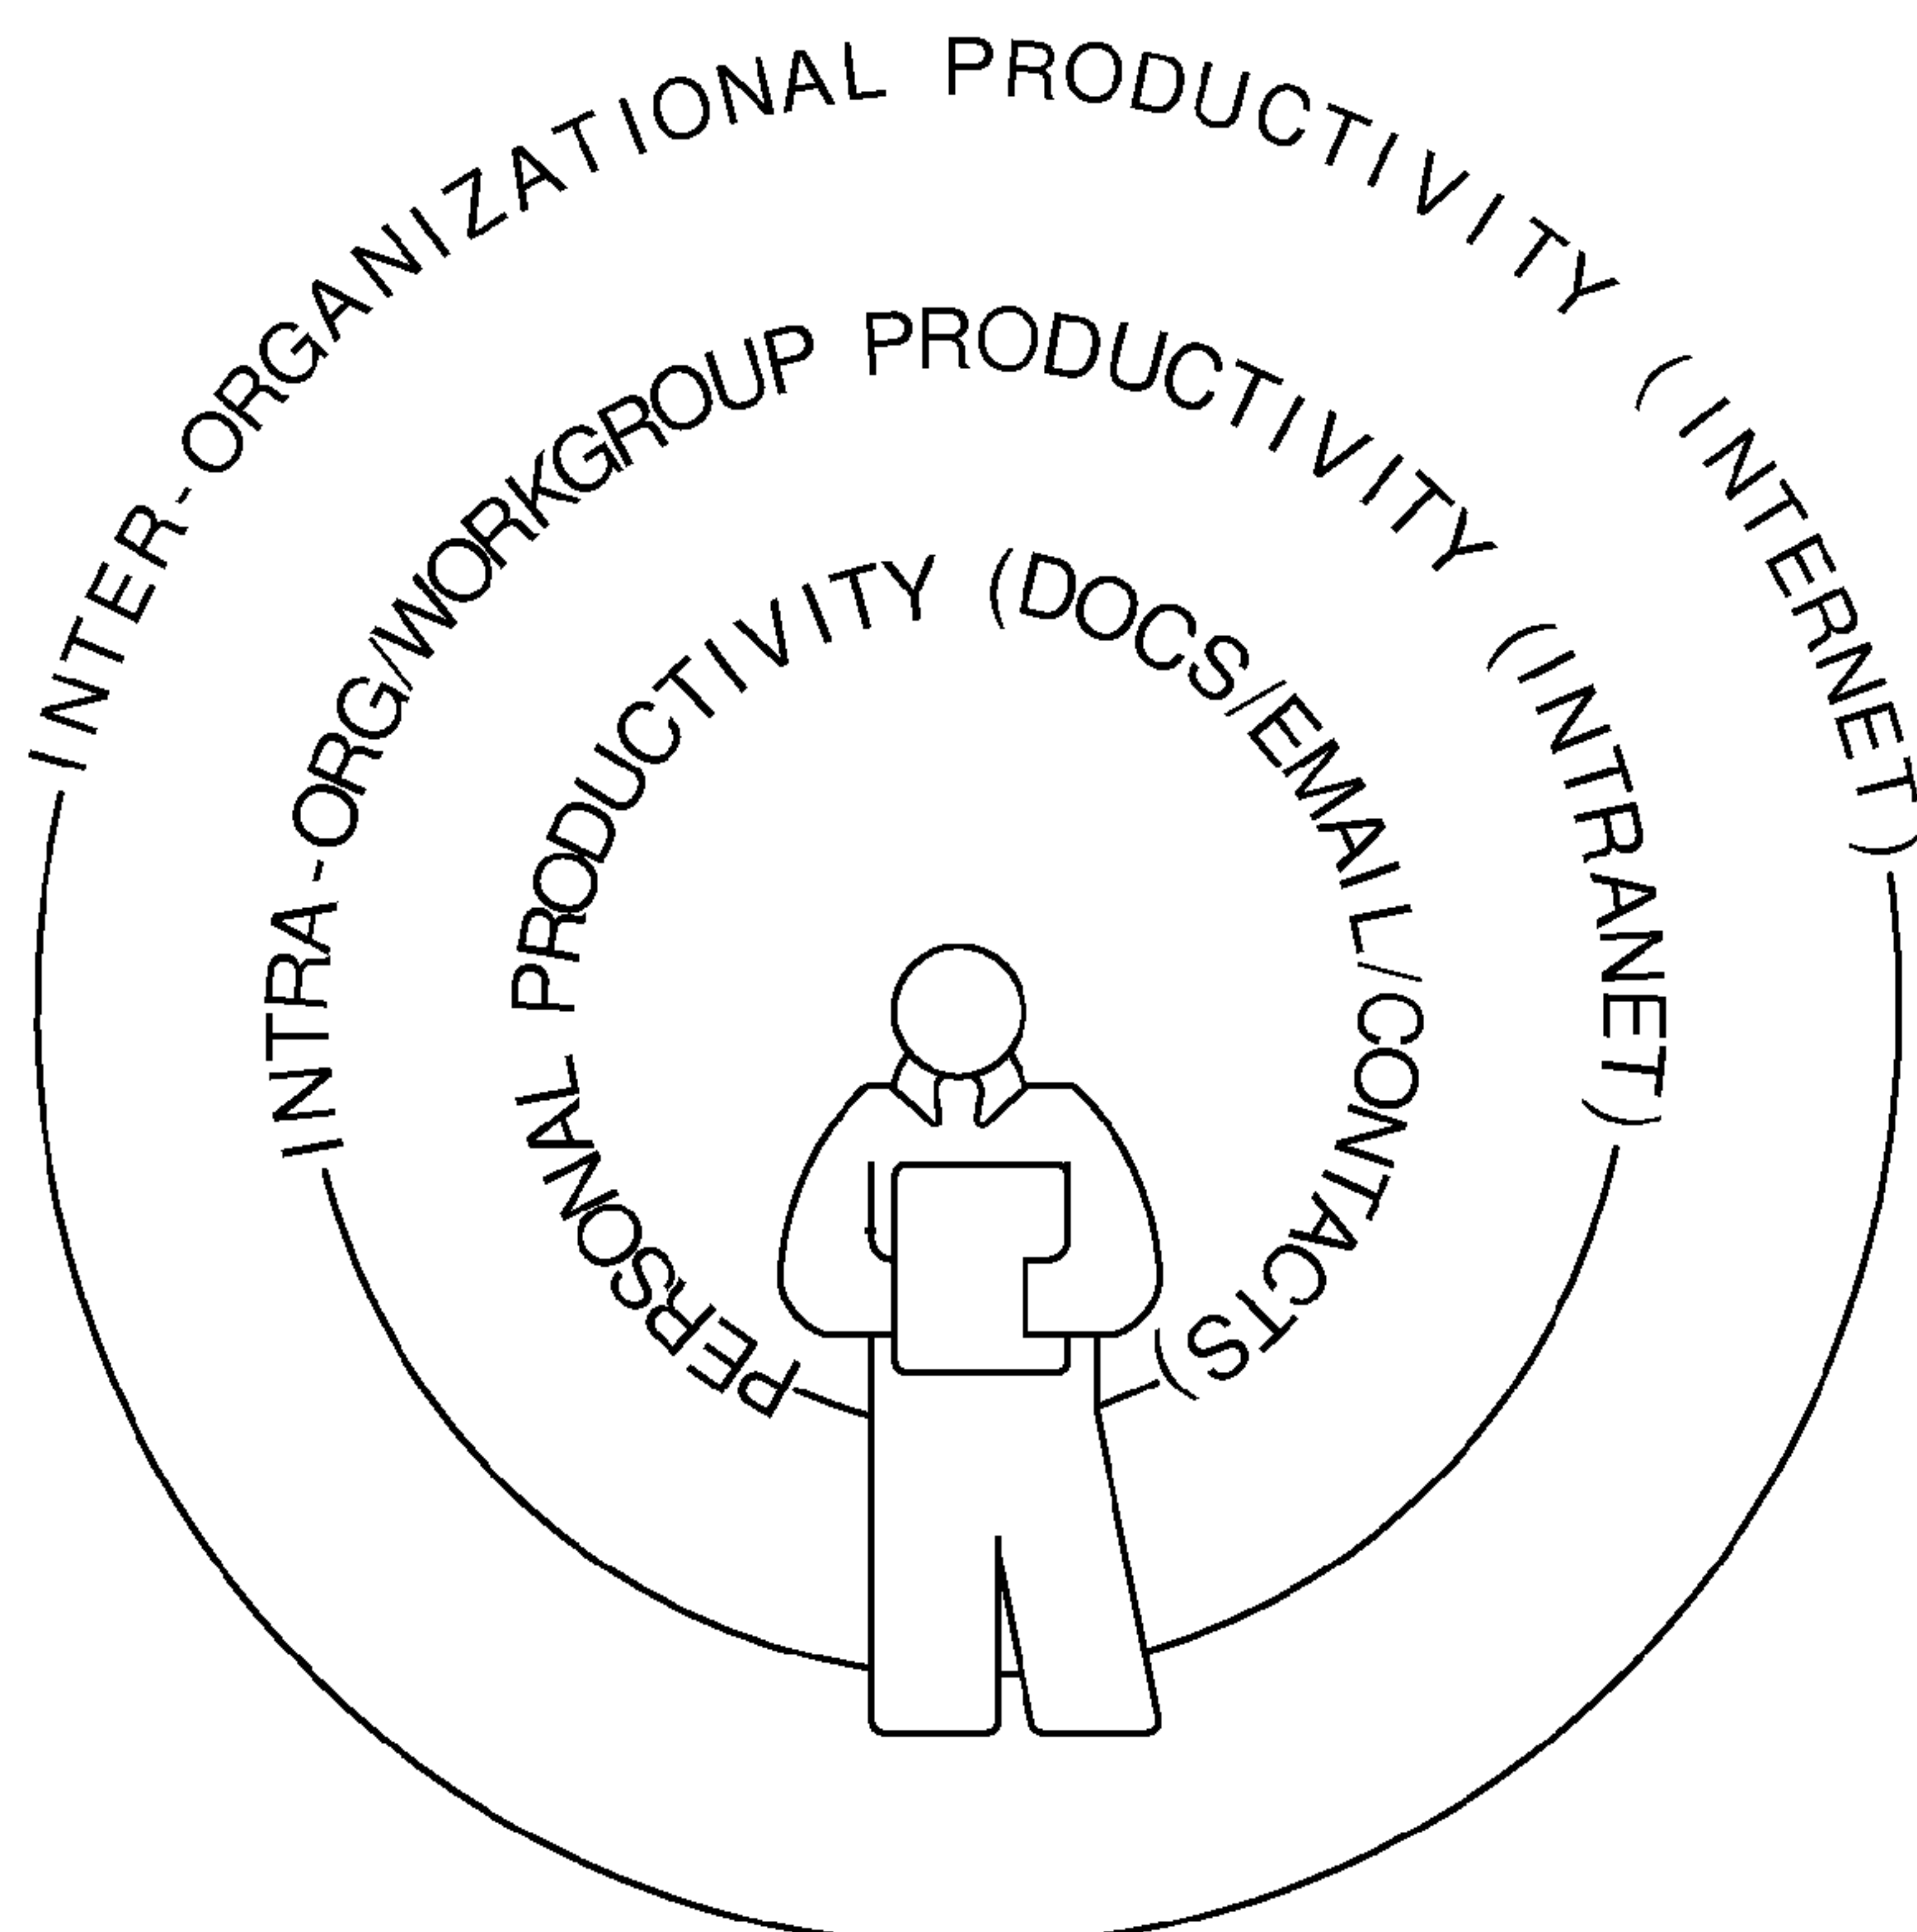 INTER-ORGANIZATIONAL PRODUCTIVITY (INTERNET)
INTRA-ORG/WORKGROUP PRODUCTIVITY (INTRANET)
PERSONAL PRODUCTIVITY (DOCS/EMAIL/CONTACTS)